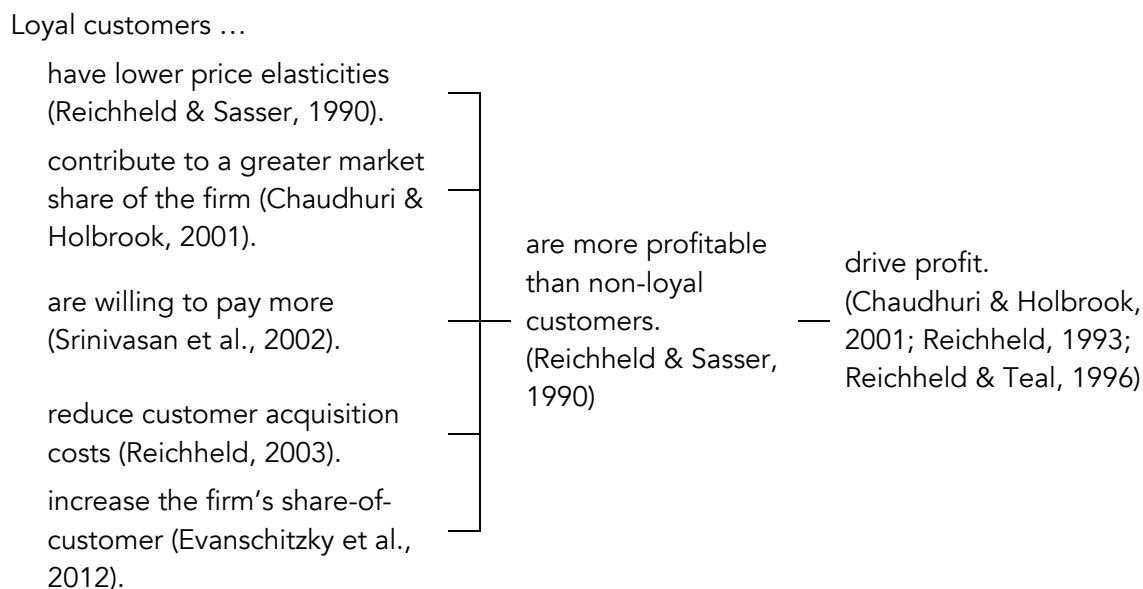 Loyal customers …
have lower price elasticities
(Reichheld & Sasser, 1990).
contribute to a greater market
share of the firm (Chaudhuri &
Holbrook, 2001).
are willing to pay more
(Srinivasan et al., 2002).
reduce customer acquisition
costs (Reichheld, 2003).
increase the firm’s share-of-
customer (Evanschitzky et al.,
2012).
are more profitable
than non-loyal
customers.
(Reichheld & Sasser,
1990)
drive profit.
(Chaudhuri & Holbrook,
2001; Reichheld, 1993;
Reichheld & Teal, 1996)